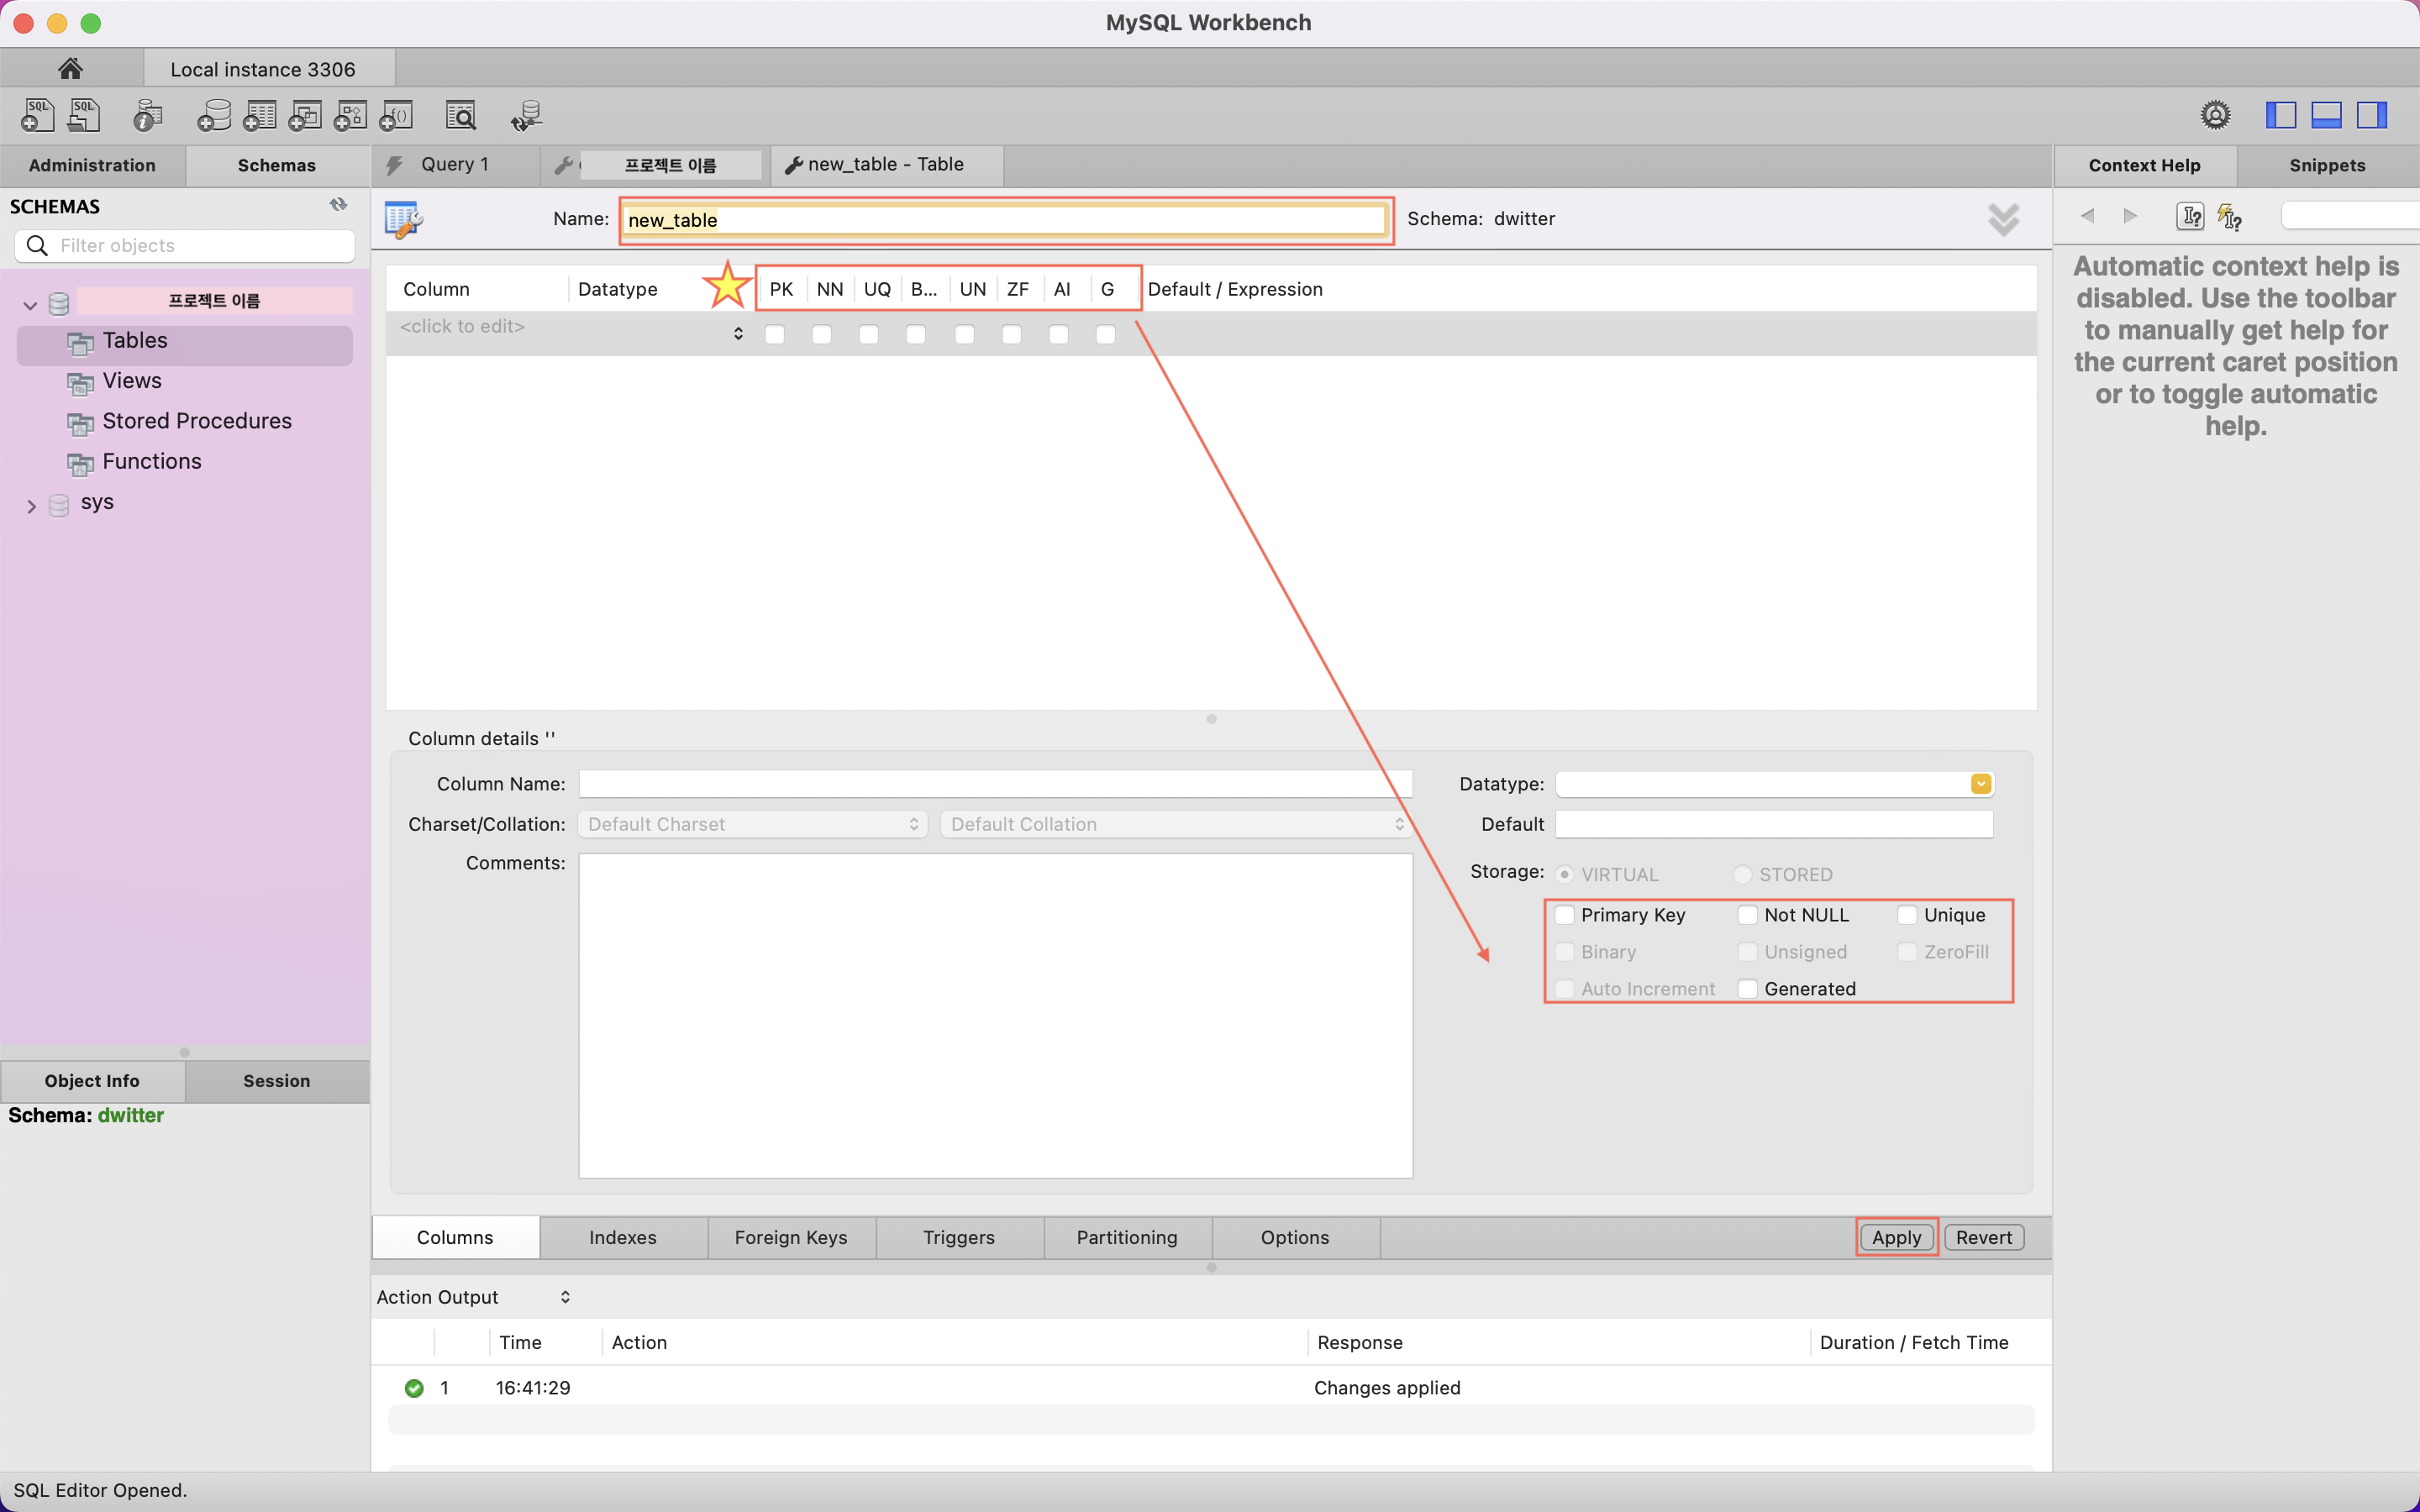 MySQL Workbench
Local instance 3306
SQL SQL
Administration Schemas
Query 1 프로젝트 이름 new_table - Table
Context Help Snippets
SCHEMAS
Filter objects
프로젝트 이름
Tables
Views
Stored Procedures
Functions
sys
Object Info Session
Schema: dwitter
Name: new_table Schema: dwitter
Column Datatype PK NN UQ B... UN ZF AI G Default / Expression
<click to edit>
Column details ''
Column Name:
Charset/Collation: Default Charset Default Collation
Comments:
Datatype:
Default
Storage: VIRTUAL STORED
Primary Key Not NULL Unique
Binary Unsigned ZeroFill
Auto Increment Generated
Columns Indexes Foreign Keys Triggers Partitioning Options Apply Revert
Action Output
Time Action Response Duration / Fetch Time
1 16:41:29 Changes applied
Automatic context help is
disabled. Use the toolbar
to manually get help for
the current caret position
or to toggle automatic
help.
SQL Editor Opened.